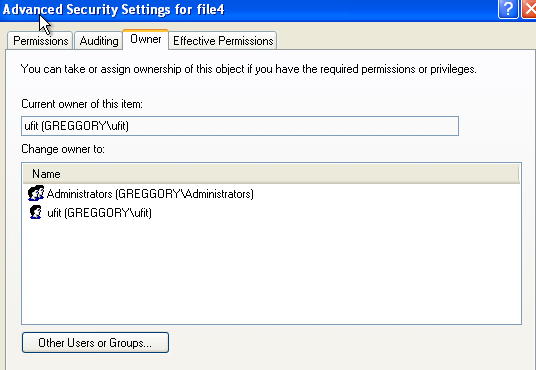 Advanced Security Settings for file4
Permissions Auditing Owner Effective Permissions
You can take or assign ownership of this object if you have the required permissions or privileges.
Current owner of this item:
ufit (GREGGORY\ufit)
Change owner to:
Name
Administrators (GREGGORY\Administrators)
ufit (GREGGORY\ufit)
Other Users or Groups...